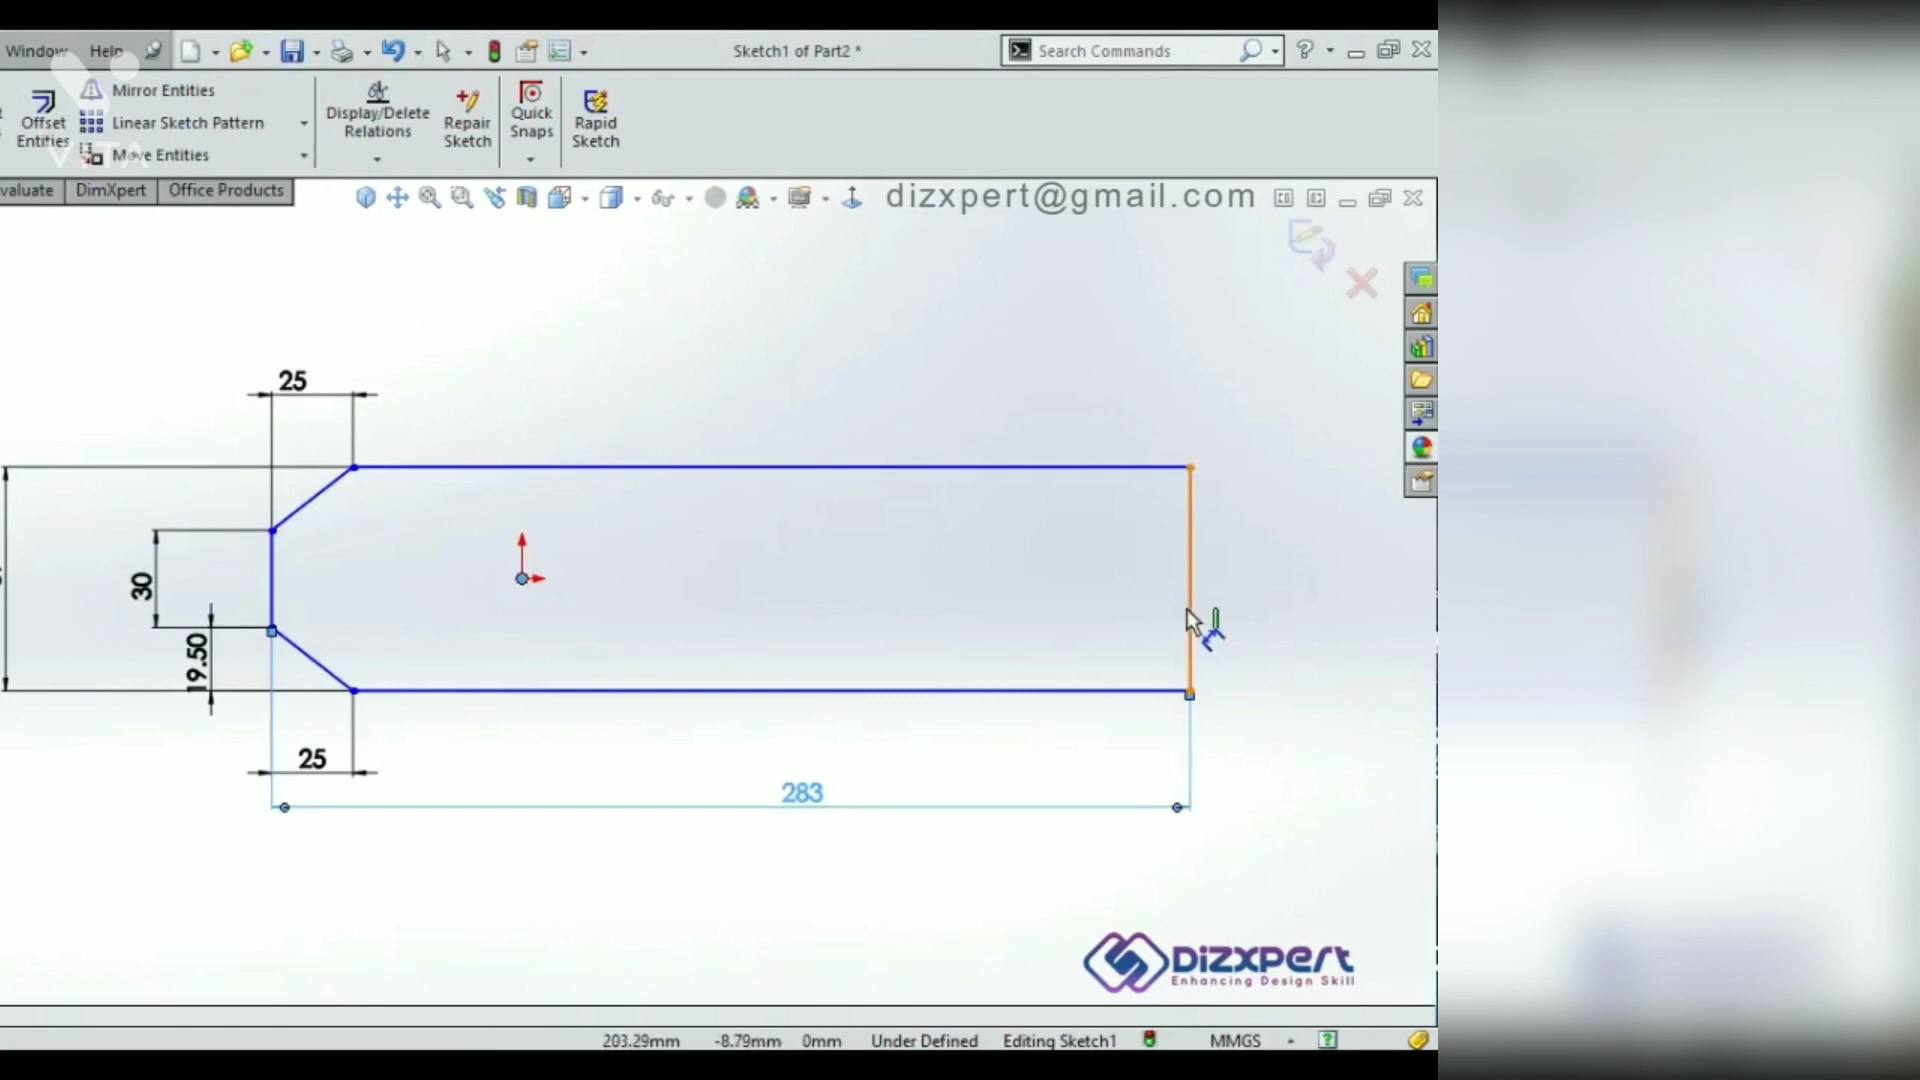 Window Help
Sketch1 of Part2 *
Search Commands
Mirror Entities
Offset
Entities
Linear Sketch Pattern
Move Entities
Display/Delete
Relations
Repair
Sketch
Quick
Snaps
Rapid
Sketch
VITA
valuate
DimXpert
Office Products
dizxpert@gmail.com
25
30
19.50
25
283
DizxperT
Enhancing Design Skill
203.29mm -8.79mm 0mm Under Defined Editing Sketch1 MMGS